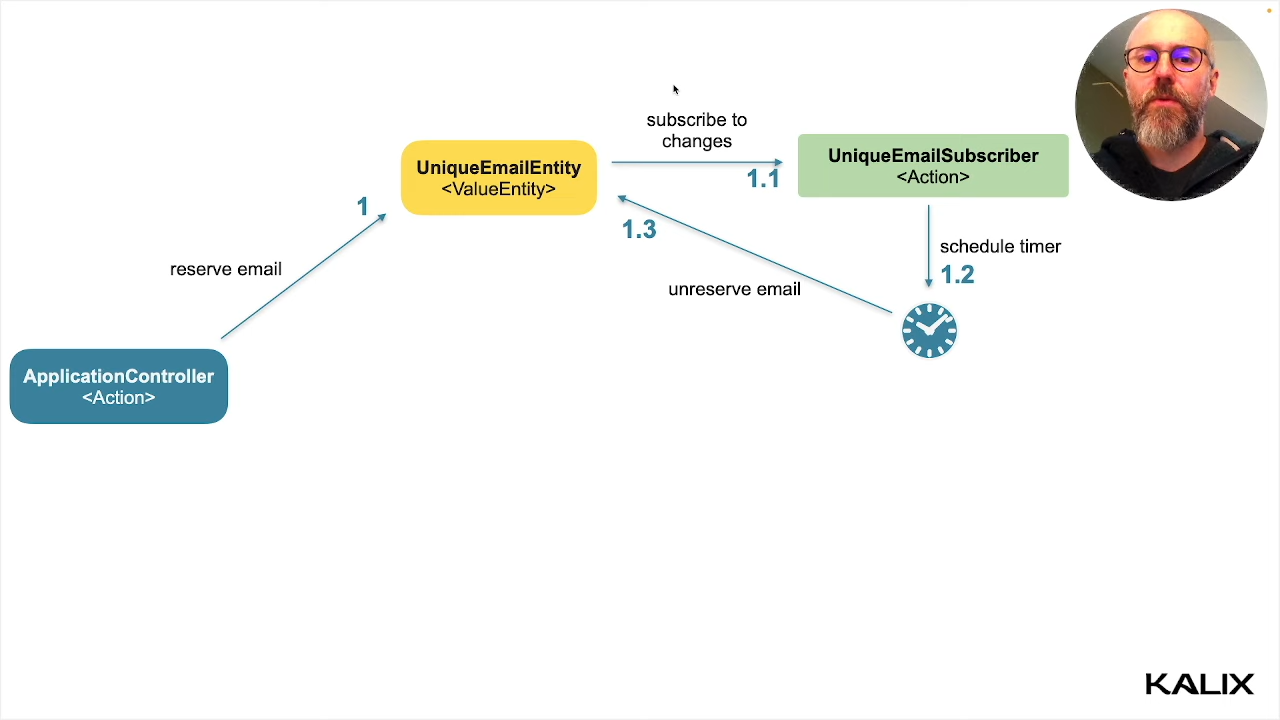 subscribe to
changes
UniqueEmailEntity
<ValueEntity>
1.1
UniqueEmailSubscriber
<Action>
1
1.3
reserve email
unreserve email
schedule timer
1.2
ApplicationController
<Action>
KALIX